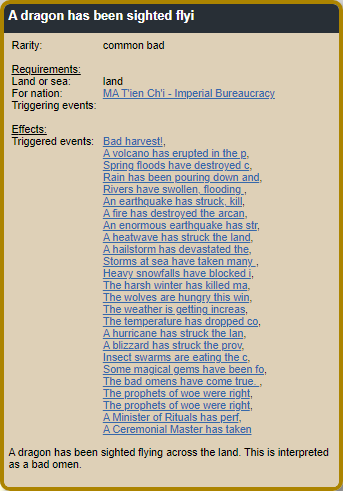 A dragon has been sighted flyi
Rarity: common bad
Requirements:
Land or sea: land
For nation: MA T'ien Ch'i - Imperial Bureaucracy
Triggering events:
Effects:
Triggered events: Bad harvest!,
A volcano has erupted in the p,
Spring floods have destroyed c,
Rain has been pouring down and,
Rivers have swollen, flooding ,
An earthquake has struck, kill,
A fire has destroyed the arcan,
An enormous earthquake has str,
A heatwave has struck the land,
A hailstorm has devastated the,
Storms at sea have taken many ,
Heavy snowfalls have blocked i,
The harsh winter has killed ma,
The wolves are hungry this win,
The weather is getting increas,
The temperature has dropped co,
A hurricane has struck the lan,
A blizzard has struck the prov,
Insect swarms are eating the c,
Some magical gems have been fo,
The bad omens have come true. ,
The prophets of woe were right,
The prophets of woe were right,
A Minister of Rituals has perf,
A Ceremonial Master has taken
A dragon has been sighted flying across the land. This is interpreted
as a bad omen.